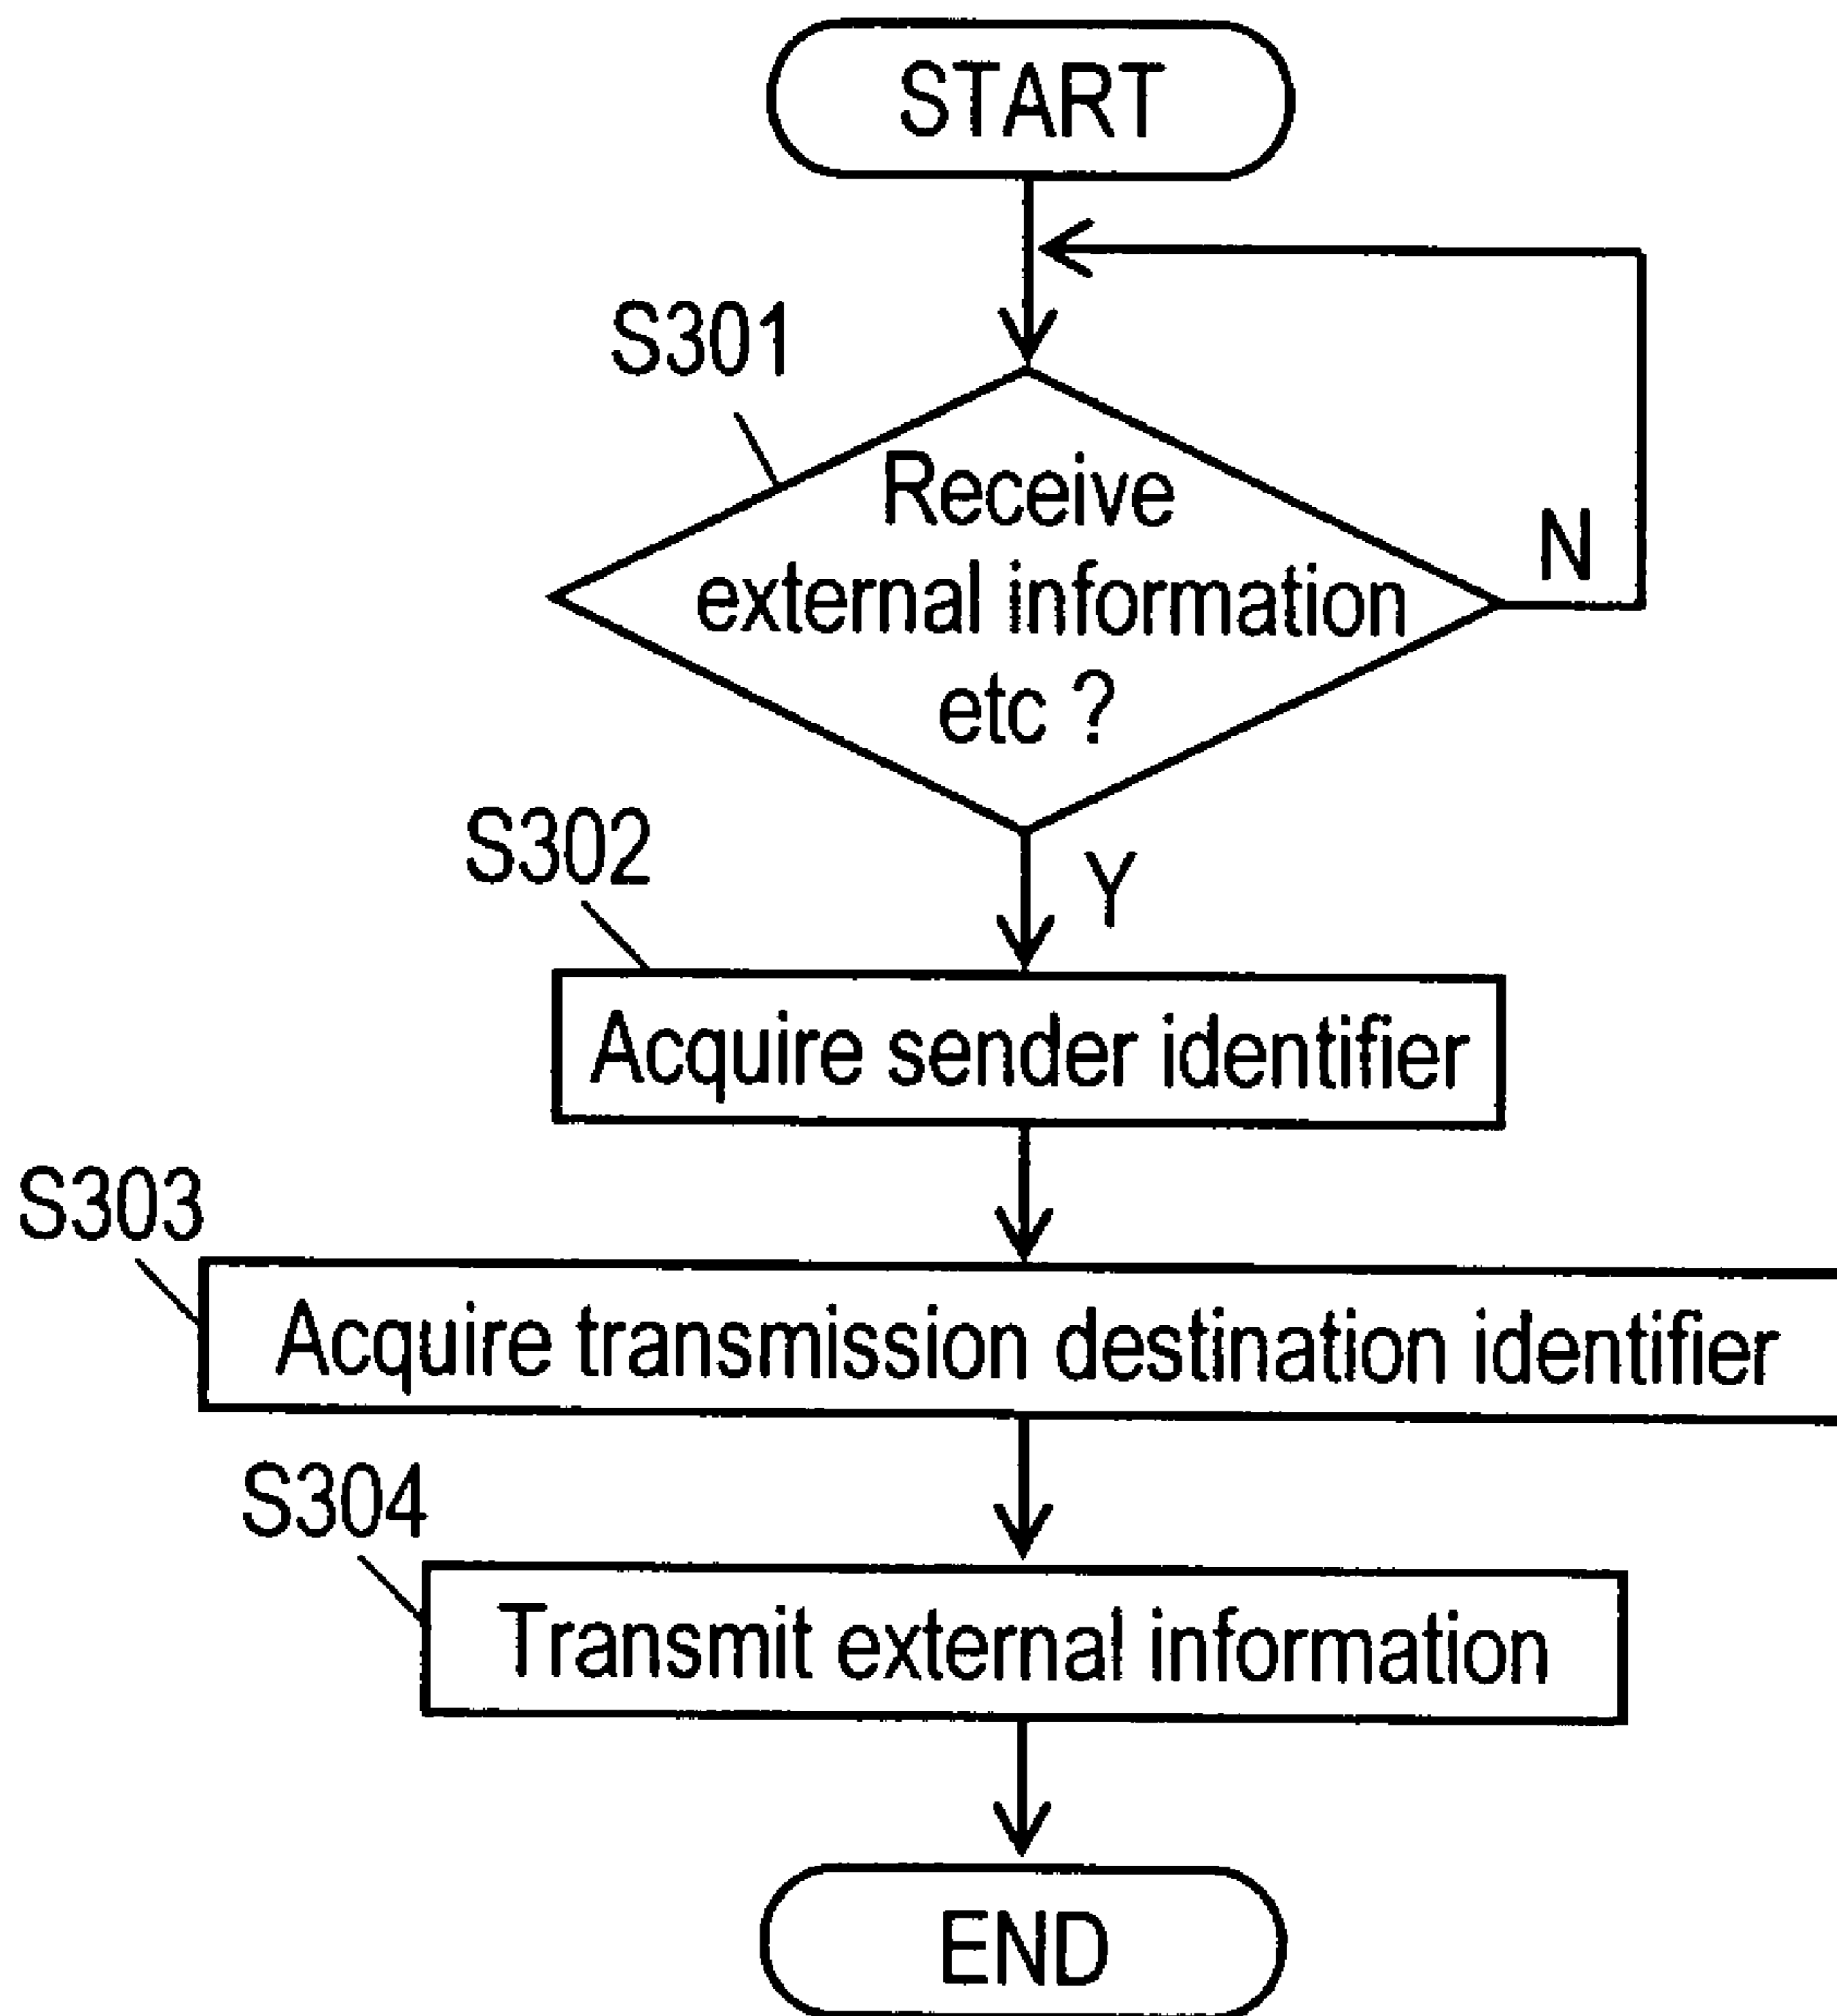 START
S301
Receive
external information
etc ?
N
Y
S302
Acquire sender identifier
S303
Acquire transmission destination identifier
S304
Transmit external information
END